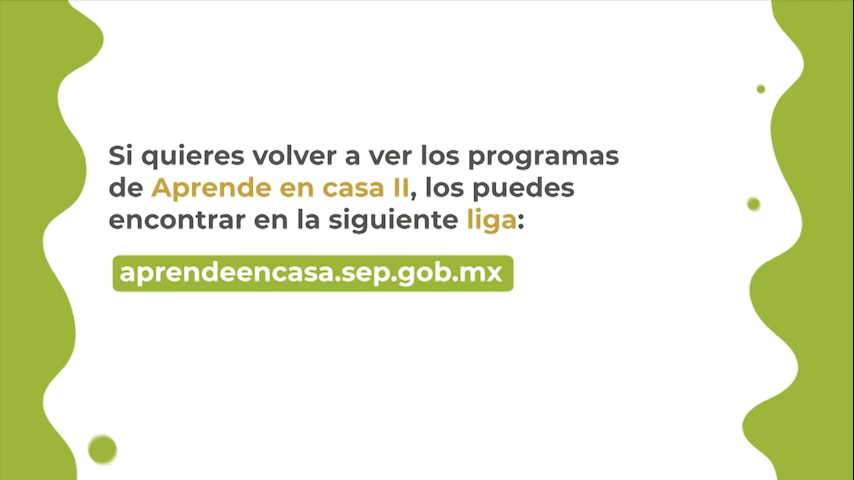 Si quieres volver a ver los programas
de Aprende en casa II, los puedes
encontrar en la siguiente liga:
aprendeencasa.sep.gob.mx